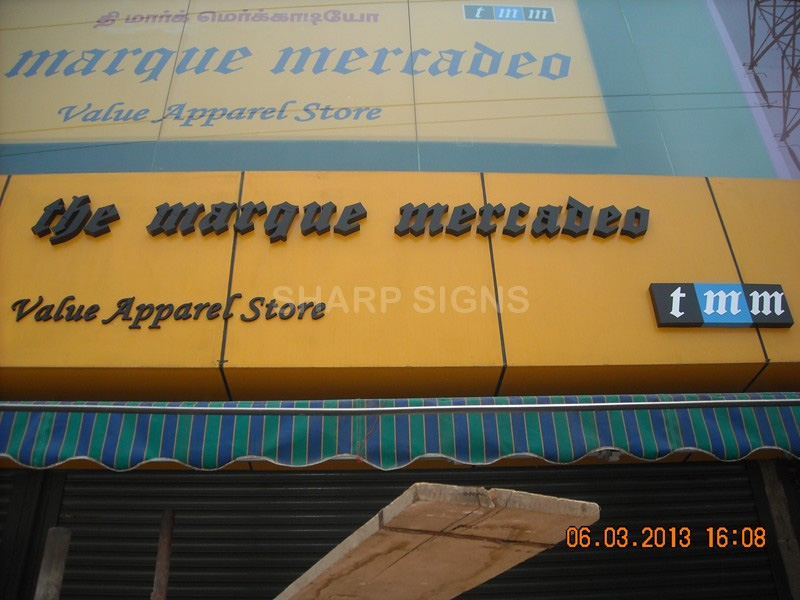 தி மார்க் மெர்க்காடியோ
tmm
marque mercadeo
Value Apparel Store
the marque mercadeo
Value Apparel Store
SHARP SIGNS
tmm
06.03.2013 16:08